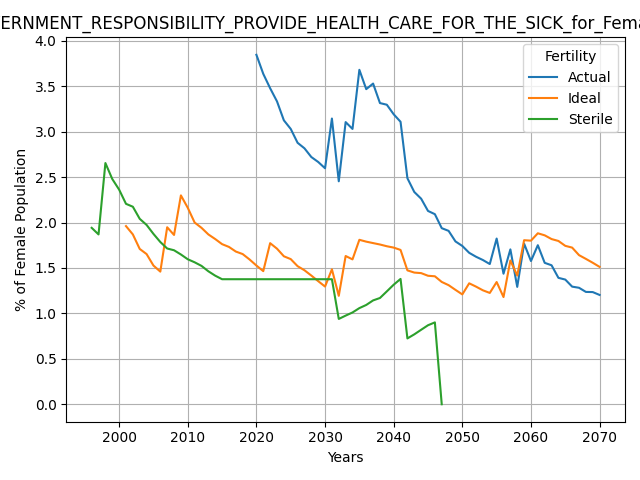 ERNMENT_RESPONSIBILITY_PROVIDE_HEALTH_CARE_FOR_THE_SICK_for_Fema
Fertility
Actual
Ideal
Sterile
% of Female Population
4.0
3.5
3.0
2.5
2.0
1.5
1.0
0.5
0.0
2000 2010 2020 2030 2040 2050 2060 2070
Years